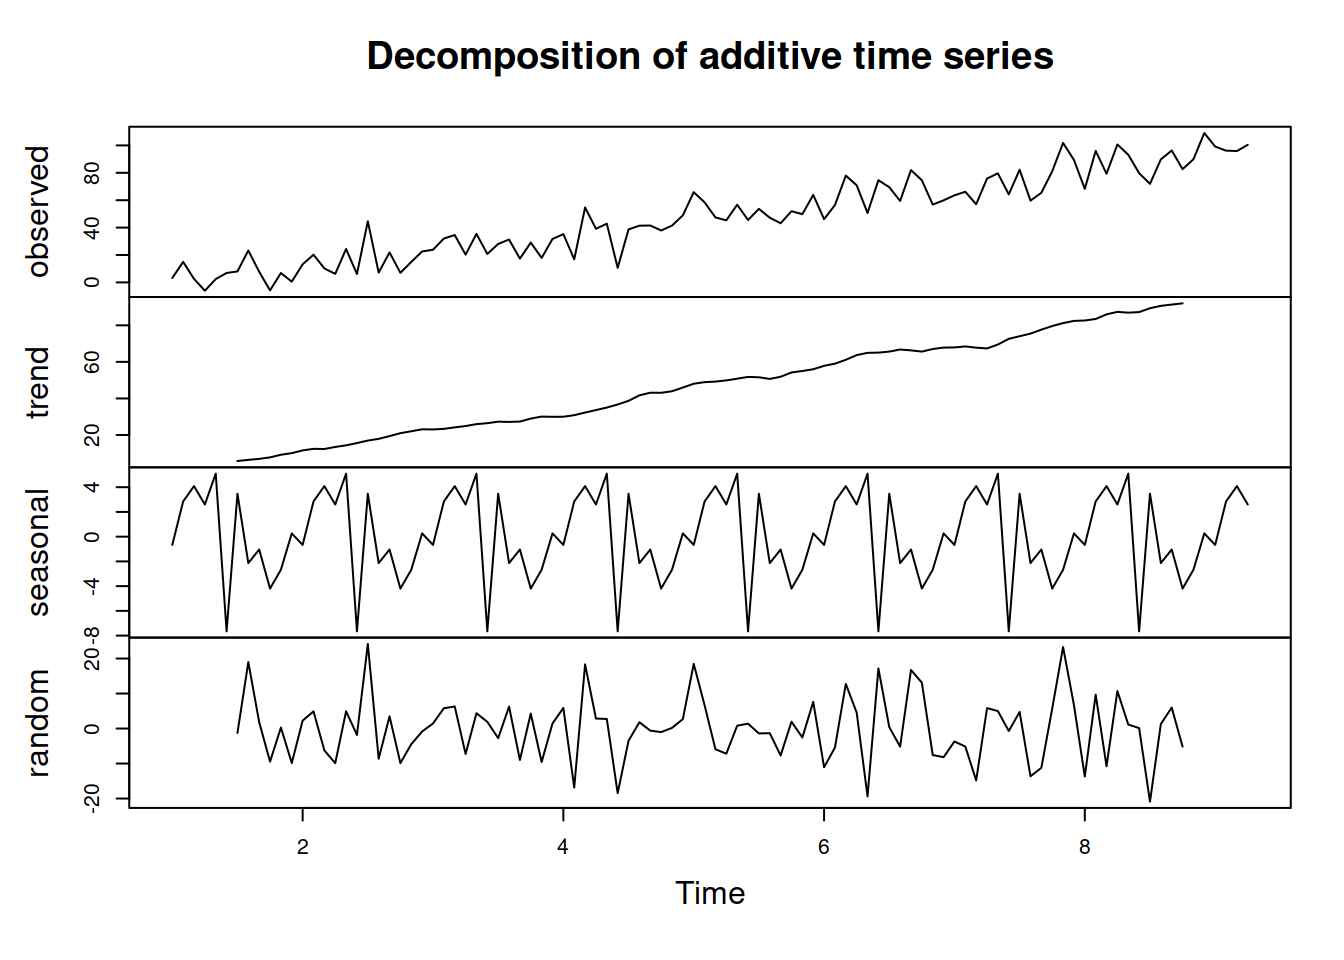 Decomposition of additive time series
observed
0 40 80
trend
20 60
seasonal
-8 -4 0 4
random
-20 0 20
2 4 6 8
Time